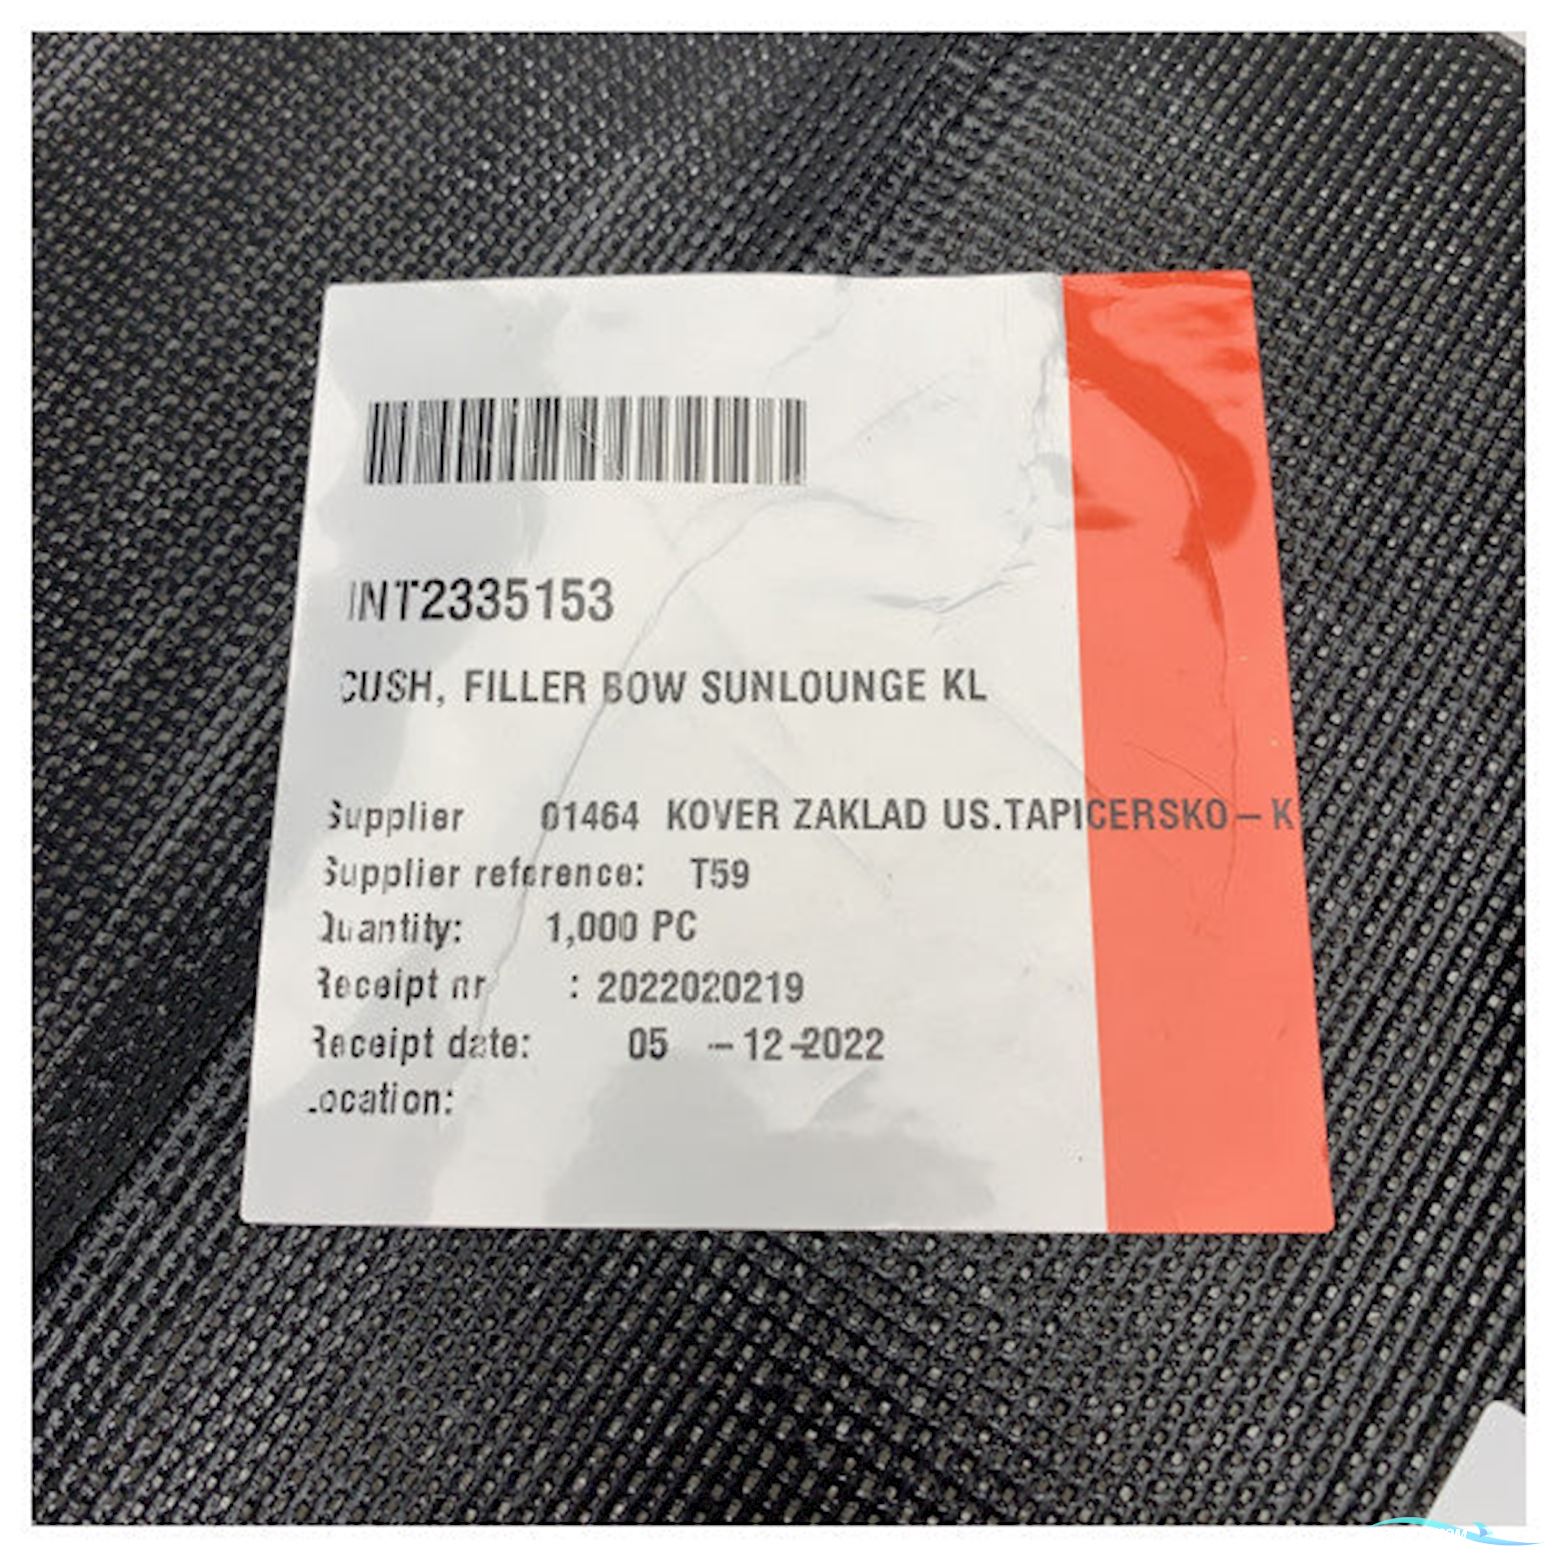 INT2335153
CUSH, FILLER BOW SUNLOUNGE KL
Supplier 01464 KOVER ZAKLAD US.TAPICERSKO – K
Supplier reference: T59
Quantity: 1,000 PC
Receipt nr : 2022020219
Receipt date: 05 – 12-2022
Location: